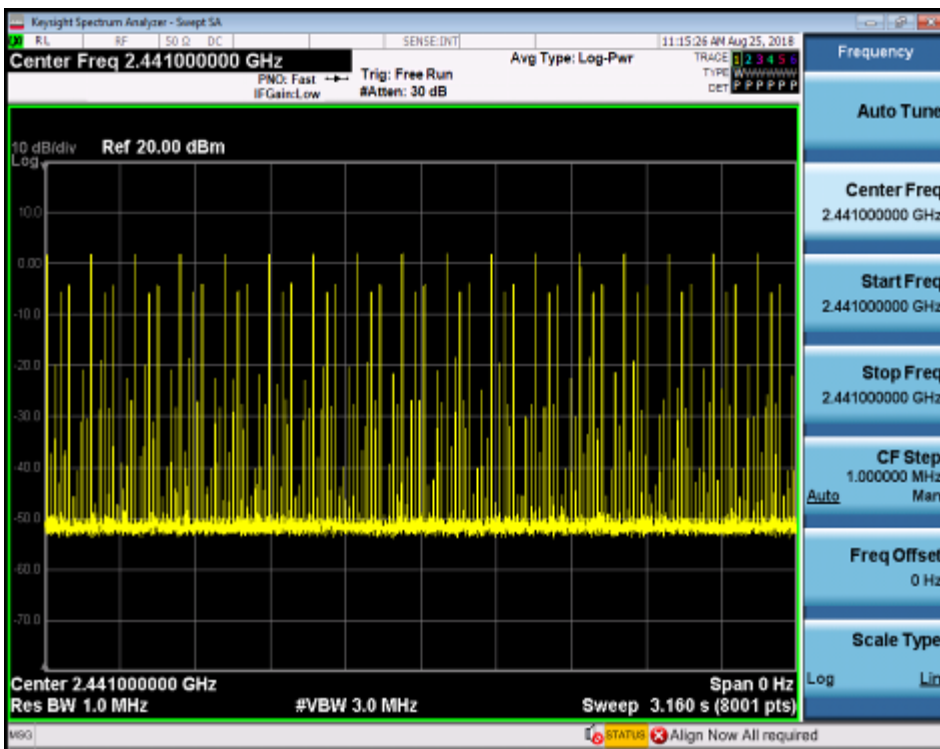 Keysight Spectrum Analyzer - Swept SA
RL RF 50 Ω DC SENSE:INT 11:15:26 AM Aug 25, 2018
Center Freq 2.441000000 GHz
PNO: Fast
IFGain:Low
Trig: Free Run
#Atten: 30 dB
Avg Type: Log-Pwr
TRACE 1 2 3 4 5 6
TYPE WWWWWW
DET P P P P P P
Frequency
Auto Tune
10 dB/div Ref 20.00 dBm
Log
10.0
0.00
-10.0
-20.0
-30.0
-40.0
-50.0
-60.0
-70.0
Center Freq
2.441000000 GHz
Start Freq
2.441000000 GHz
Stop Freq
2.441000000 GHz
CF Step
1.000000 MHz
Auto Man
Freq Offset
0 Hz
Scale Type
Log Lin
Center 2.441000000 GHz Span 0 Hz
Res BW 1.0 MHz #VBW 3.0 MHz Sweep 3.160 s (8001 pts)
MSG STATUS Align Now All required